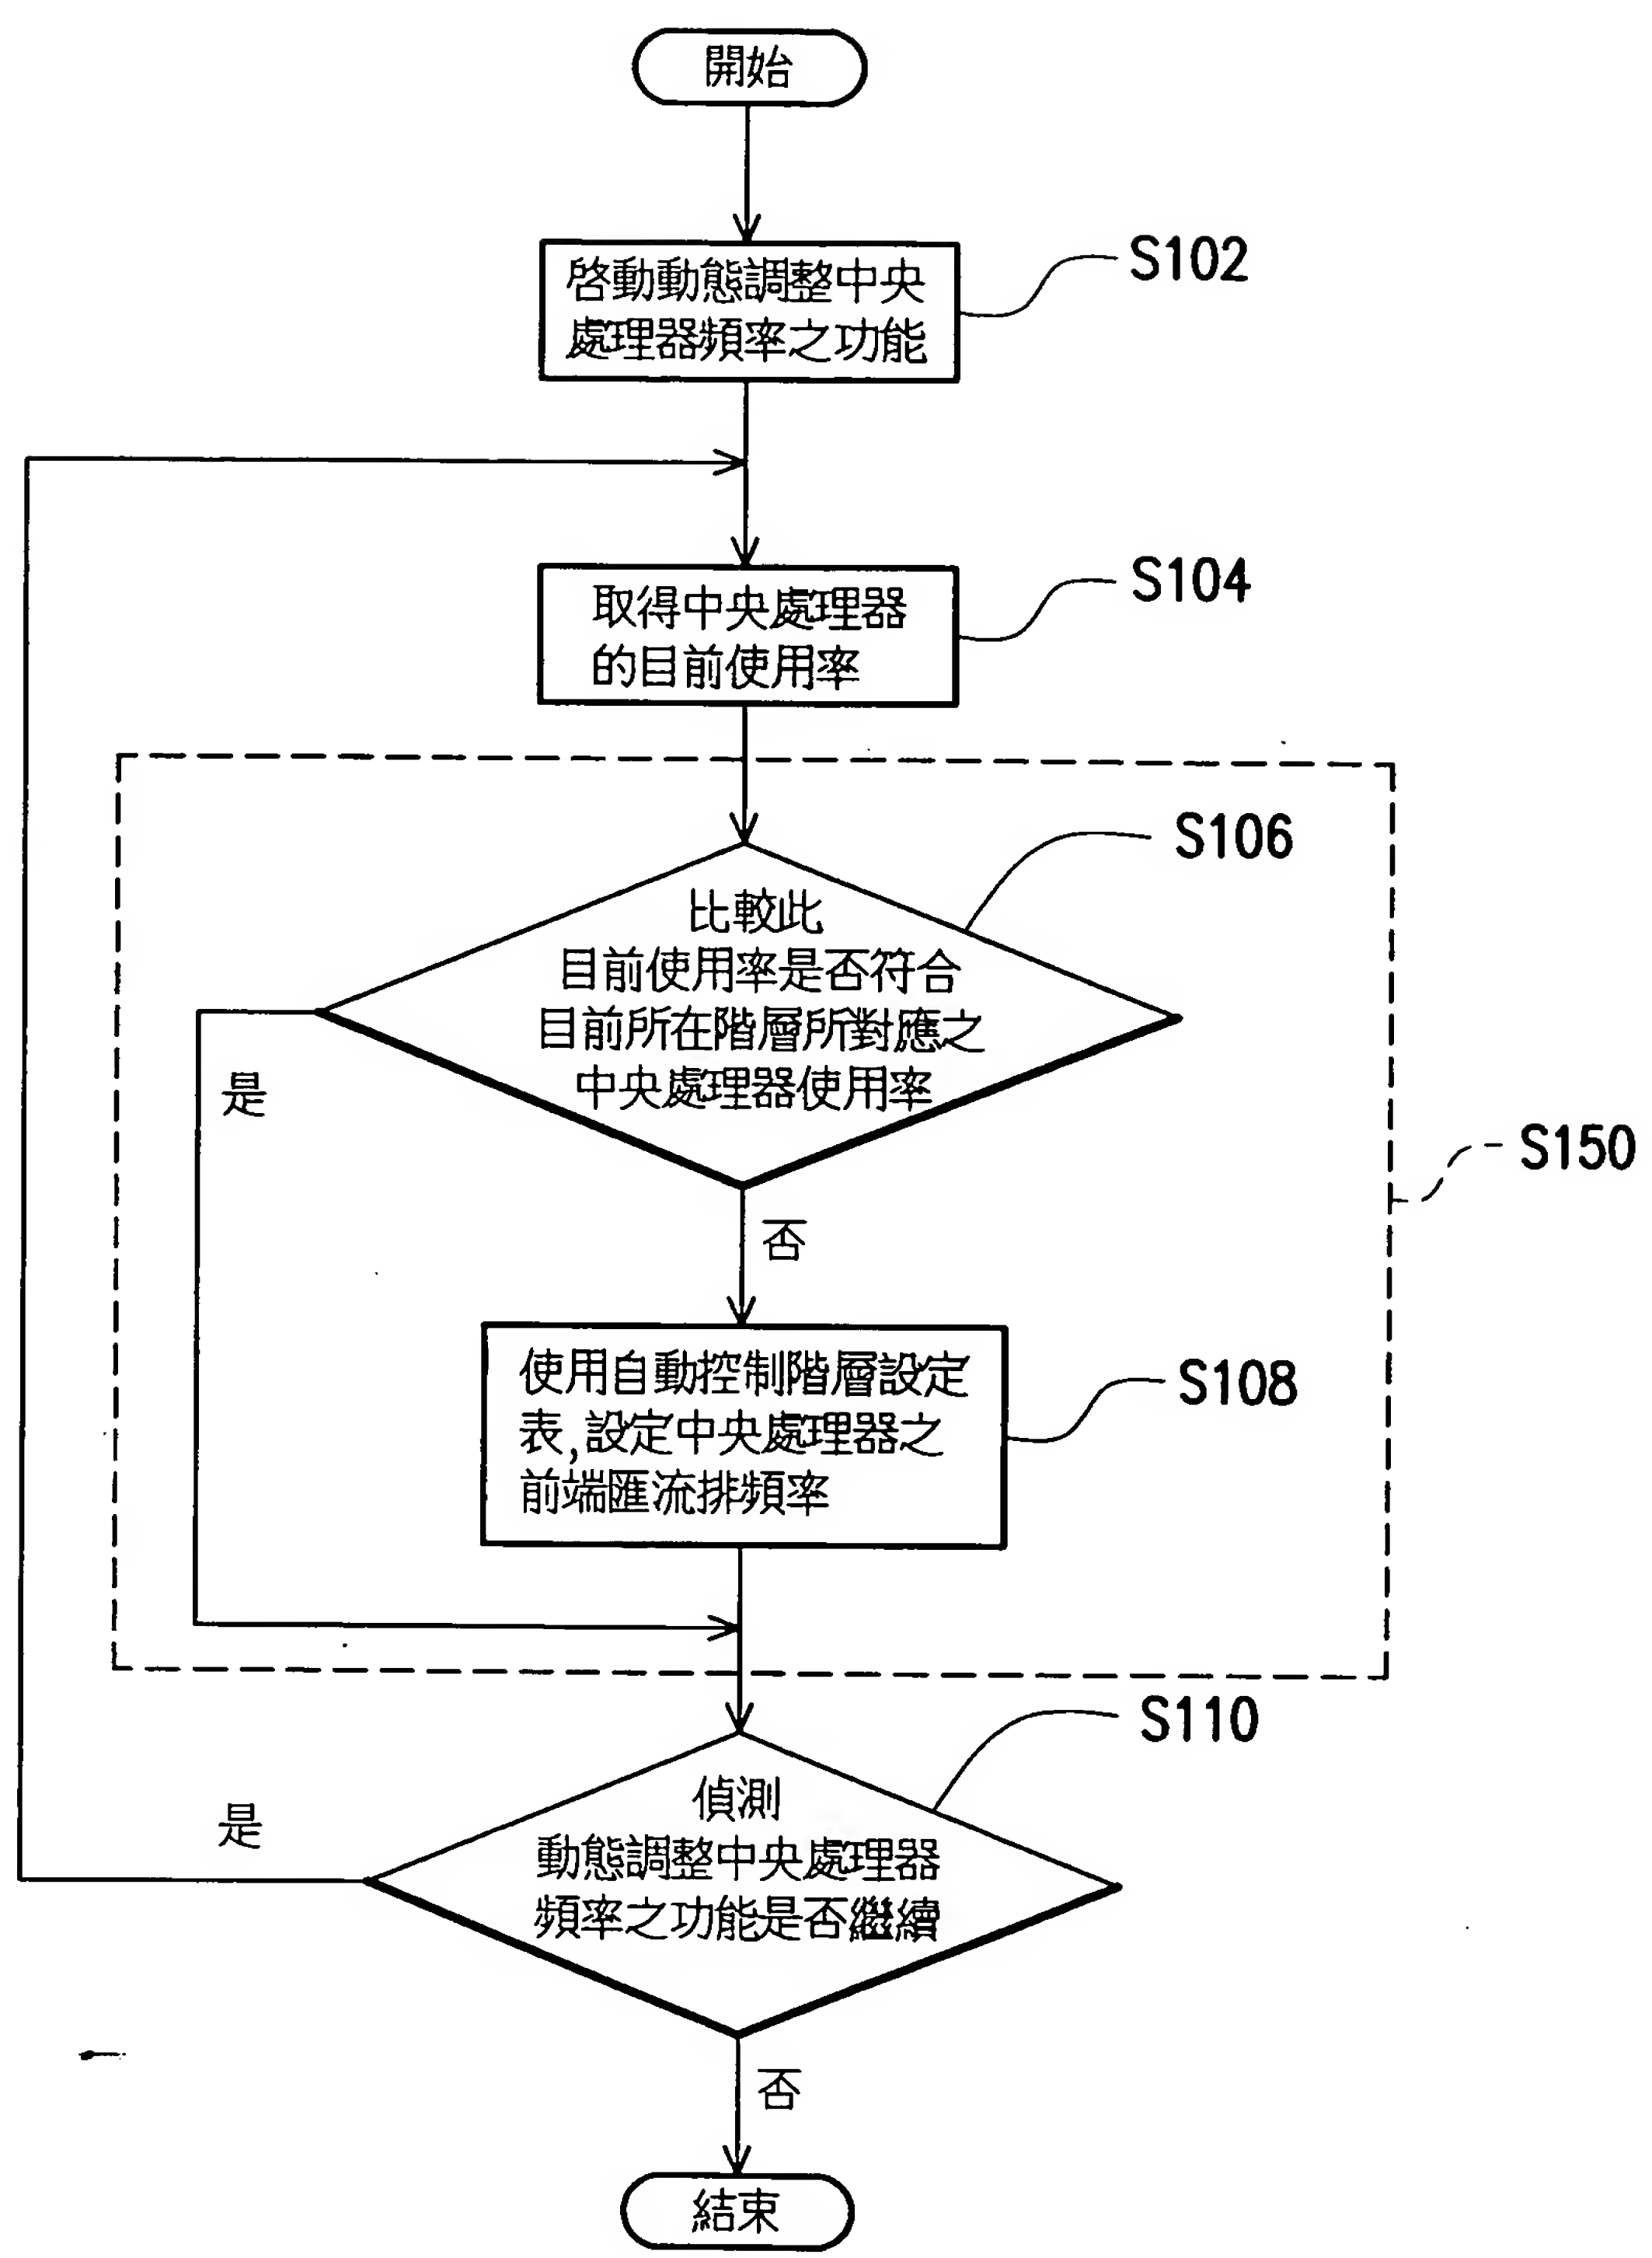 開始
啓動動態調整中央
處理器頻率之功能
S102
取得中央處理器
的目前使用率
S104
比較此
目前使用率是否符合
目前所在階層所對應之
中央處理器使用率
S106
是
否
S150
使用自動控制階層設定
表,設定中央處理器之
前端匯流排頻率
S108
偵測
動態調整中央處理器
頻率之功能是否繼續
S110
是
否
結束